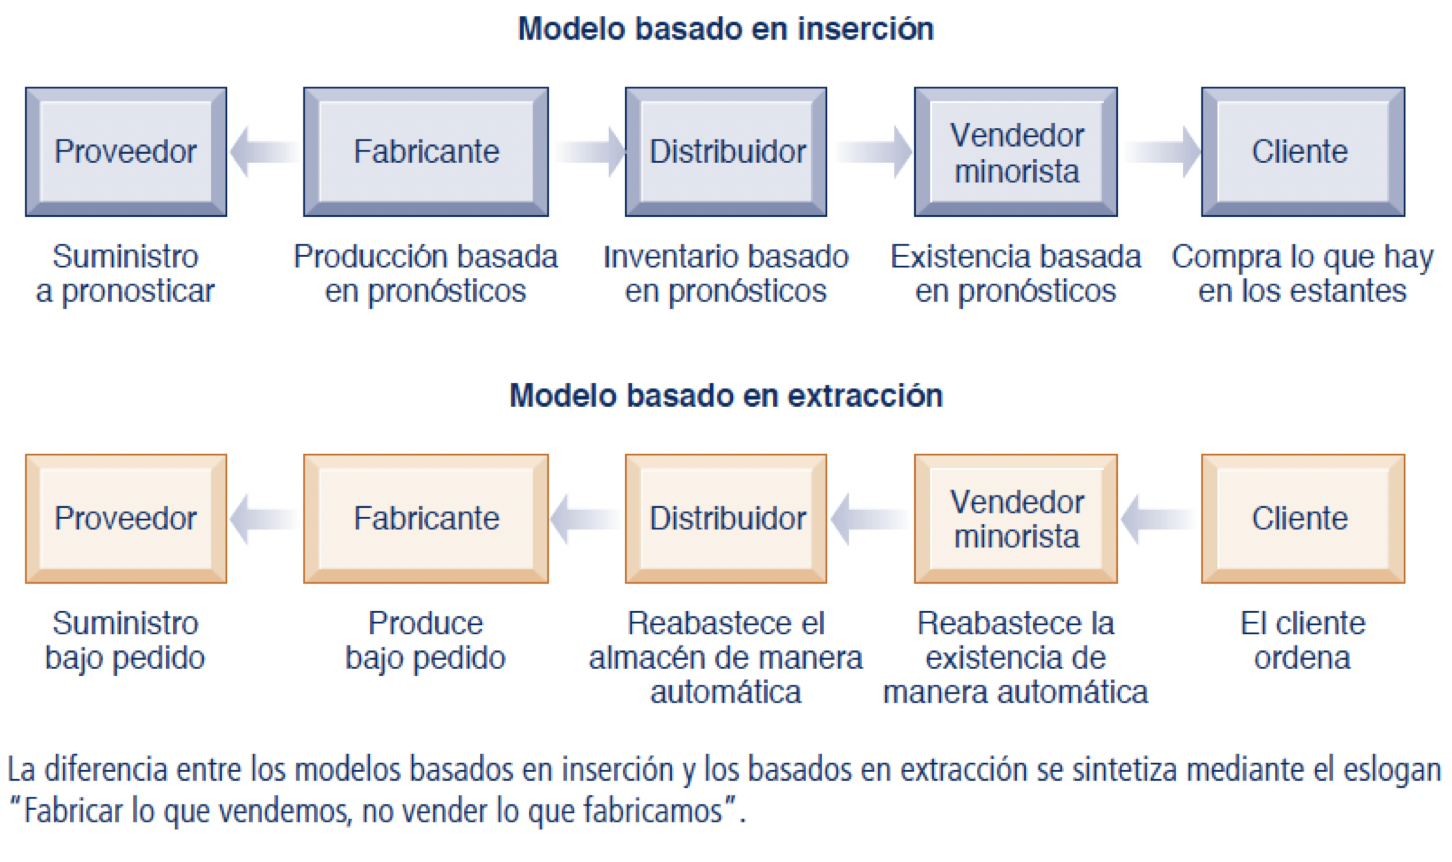 Modelo basado en inserción
Proveedor
Fabricante
Distribuidor
Vendedor
minorista
Cliente
Suministro
a pronosticar
Producción basada
en pronósticos
Inventario basado
en pronósticos
Existencia basada
en pronósticos
Compra lo que hay
en los estantes
Modelo basado en extracción
Proveedor
Fabricante
Distribuidor
Vendedor
minorista
Cliente
Suministro
bajo pedido
Produce
bajo pedido
Reabastece el
almacén de manera
automática
Reabastece la
existencia de
manera automática
El cliente
ordena
La diferencia entre los modelos basados en inserción y los basados en extracción se sintetiza mediante el eslogan
“Fabricar lo que vendemos, no vender lo que fabricamos”.